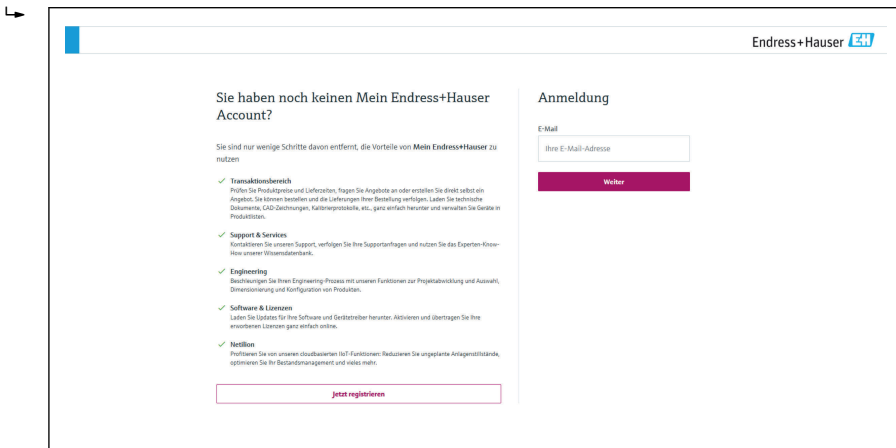 Endress+Hauser EH
Sie haben noch keinen Mein Endress+Hauser
Account?
Sie sind nur wenige Schritte davon entfernt, die Vorteile von Mein Endress+Hauser zu
nutzen
Transaktionsbereich
Prüfen Sie Produktpreise und Lieferzeiten, fragen Sie Angebote an oder erstellen Sie direkt selbst ein
Angebot. Sie können bestellen und die Lieferungen Ihrer Bestellung verfolgen. Laden Sie technische
Dokumente, CAD-Zeichnungen, Kalibrierprotokolle, etc., ganz einfach herunter und verwalten Sie Geräte in
Produktlisten.
Support & Services
Kontaktieren Sie unseren Support, verfolgen Sie Ihre Supportanfragen und nutzen Sie das Experten-Know-
How unserer Wissensdatenbank.
Engineering
Beschleunigen Sie Ihren Engineering-Prozess mit unseren Funktionen zur Projektabwicklung und Auswahl,
Dimensionierung und Konfiguration von Produkten.
Software & Lizenzen
Laden Sie Updates für Ihre Software und Gerätetreiber herunter. Aktivieren und übertragen Sie Ihre
erworbenen Lizenzen ganz einfach online.
Netilion
Profitieren Sie von unseren cloudbasierten IIoT-Funktionen: Reduzieren Sie ungeplante Anlagenstillstände,
optimieren Sie Ihr Bestandsmanagement und vieles mehr.
Jetzt registrieren
Anmeldung
E-Mail
Ihre E-Mail-Adresse
Weiter